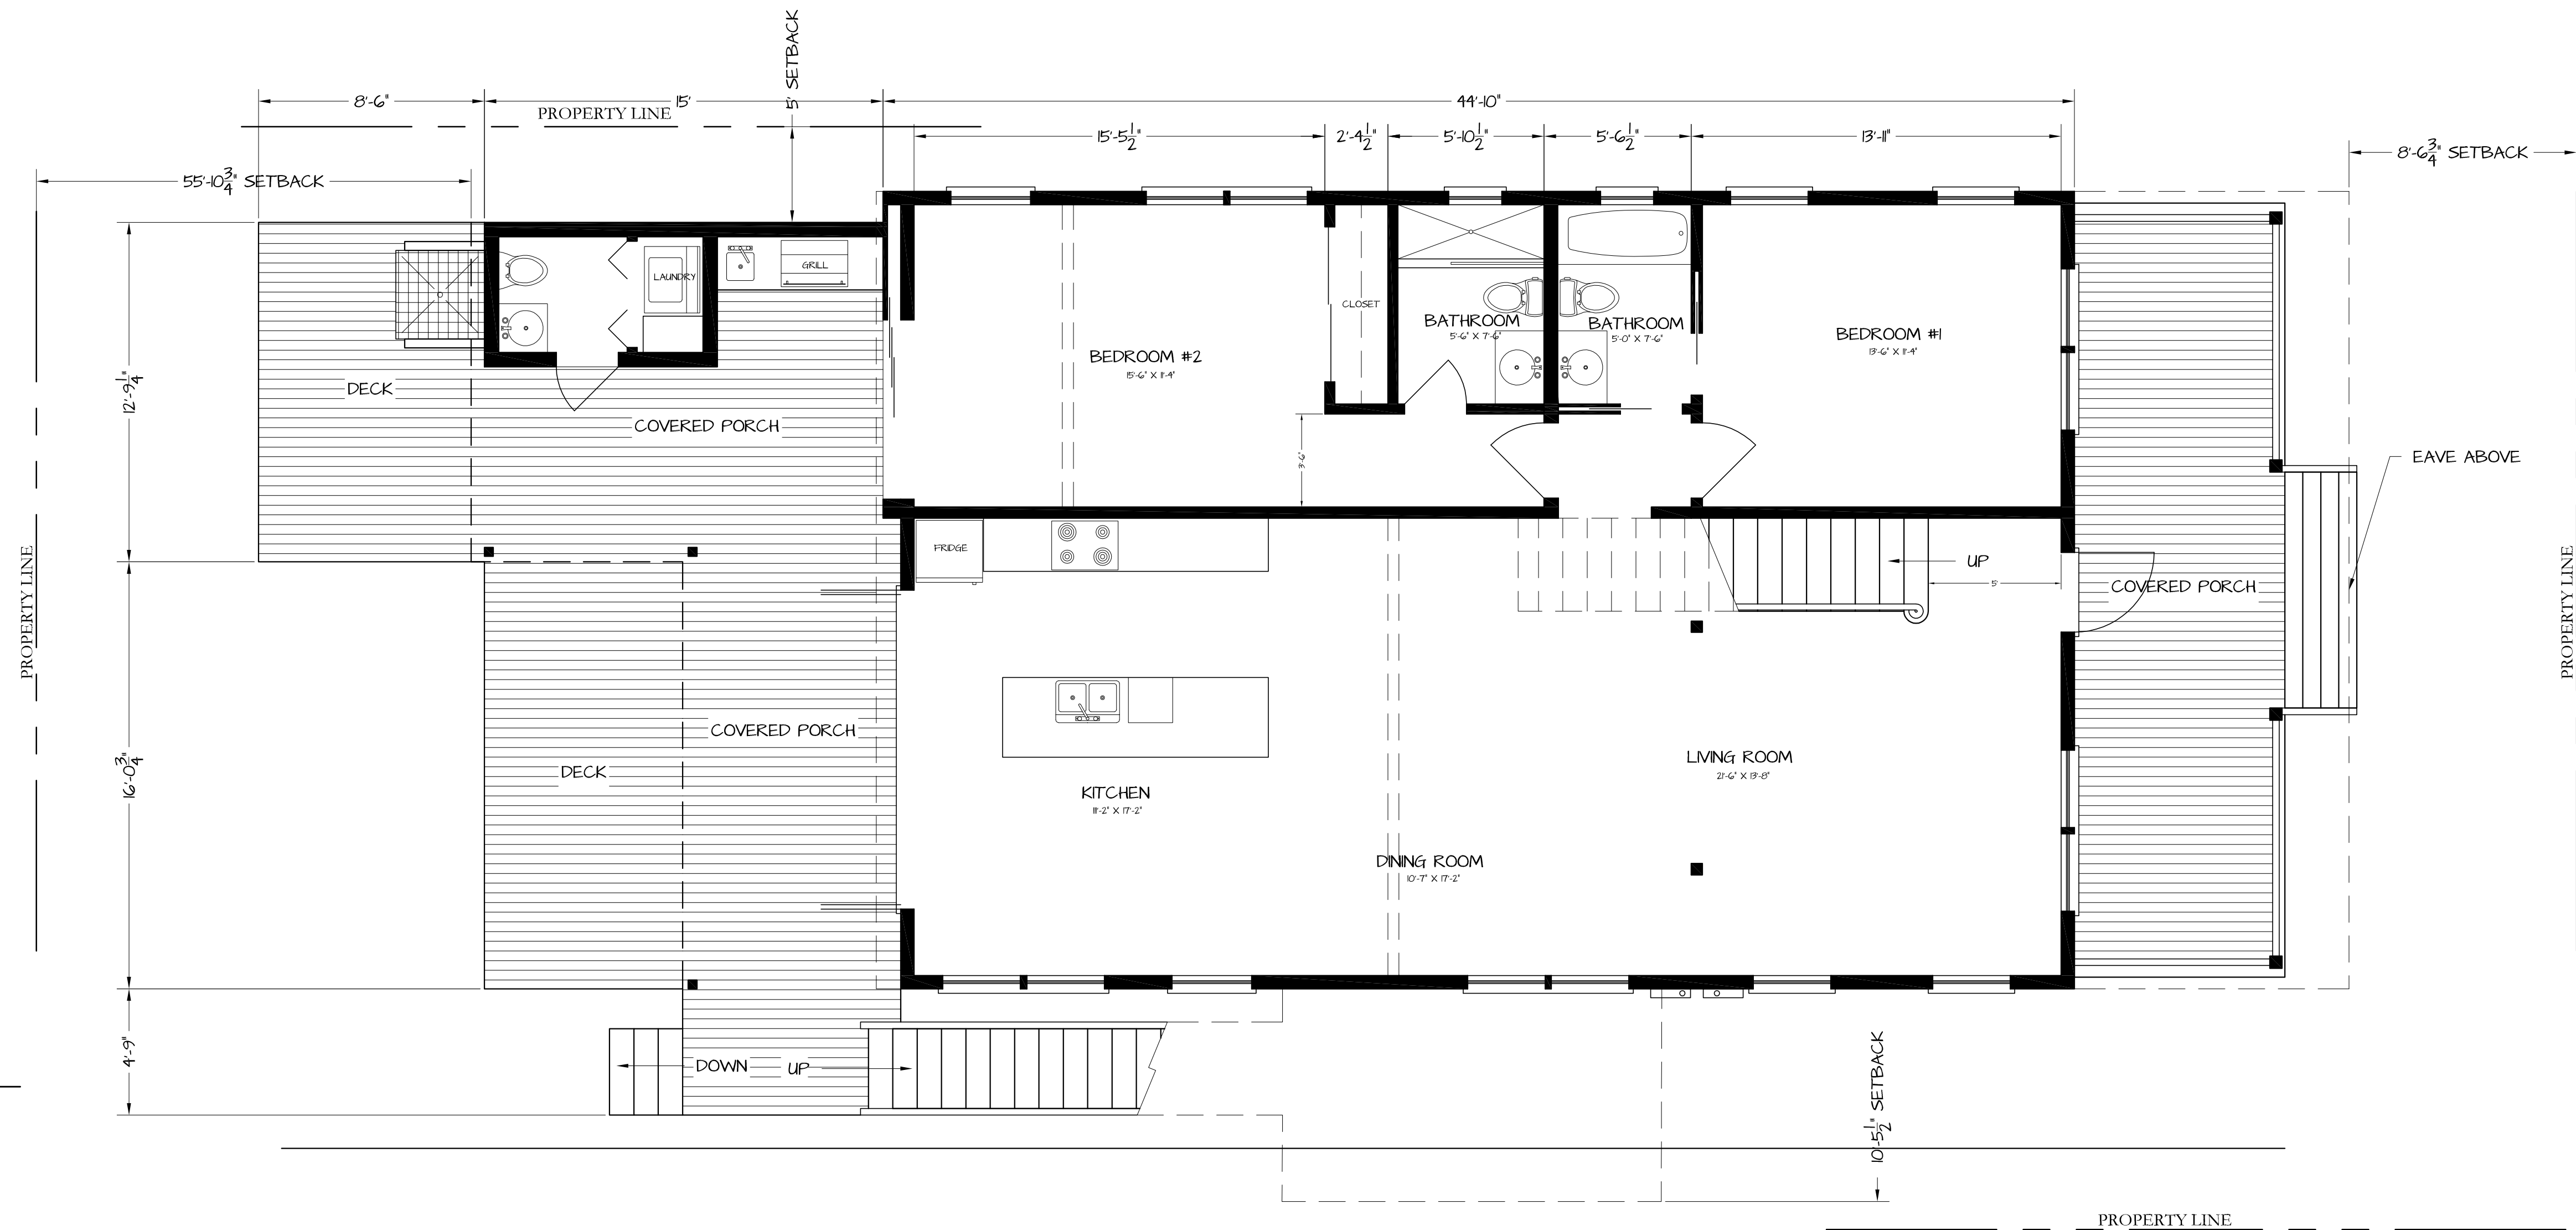 5' SETBACK
8'-6"
15'
44'-10"
PROPERTY LINE
15'-5 1/2"
2'-4 1/2"
5'-10 1/2"
5'-6 1/2"
13'-11"
8'-6 3/4" SETBACK
55'-10 3/4" SETBACK
GRILL
LAUNDRY
CLOSET
BATHROOM
5'-6" X 7'-6"
BATHROOM
5'-0" X 7'-6"
BEDROOM #1
13'-6" X 11'-4"
BEDROOM #2
15'-6" X 11'-4"
DECK
12'-9 1/4"
COVERED PORCH
3'-6"
EAVE ABOVE
FRIDGE
UP
5'
COVERED PORCH
PROPERTY LINE
PROPERTY LINE
COVERED PORCH
DECK
16'-0 3/4"
LIVING ROOM
21'-6" X 13'-8"
KITCHEN
11'-2" X 17'-2"
DINING ROOM
10'-7" X 17'-2"
4'-9"
DOWN
UP
10'-5 1/2" SETBACK
PROPERTY LINE